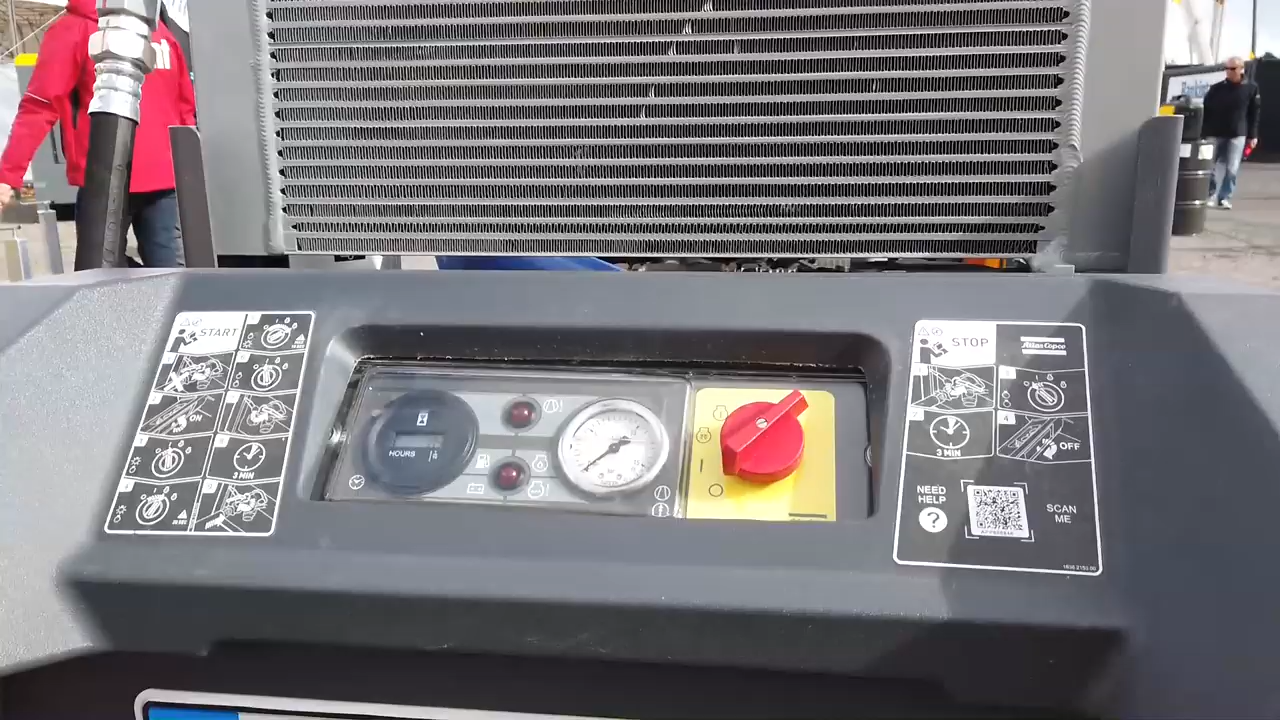 START
ON
3 MIN
HOURS
STOP
Atlas Copco
3 MIN
OFF
NEED
HELP
?
SCAN
ME